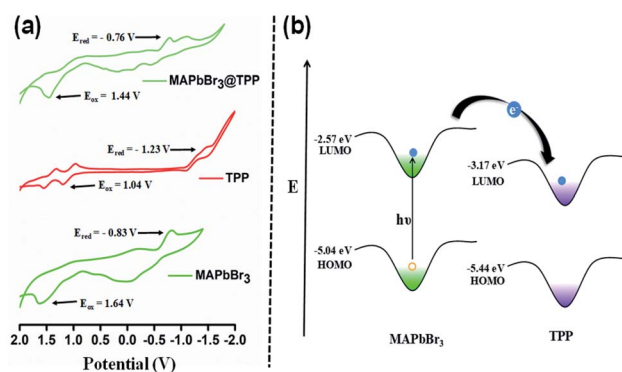 (a)
E_red = - 0.76 V
MAPbBr3@TPP
E_ox = 1.44 V
E_red = - 1.23 V
TPP
E_ox = 1.04 V
E_red = - 0.83 V
MAPbBr3
E_ox = 1.64 V
2.0 1.5 1.0 0.5 0.0 -0.5 -1.0 -1.5 -2.0
Potential (V)
(b)
E
-2.57 eV
LUMO
hυ
-5.04 eV
HOMO
MAPbBr3
e-
-3.17 eV
LUMO
-5.44 eV
HOMO
TPP